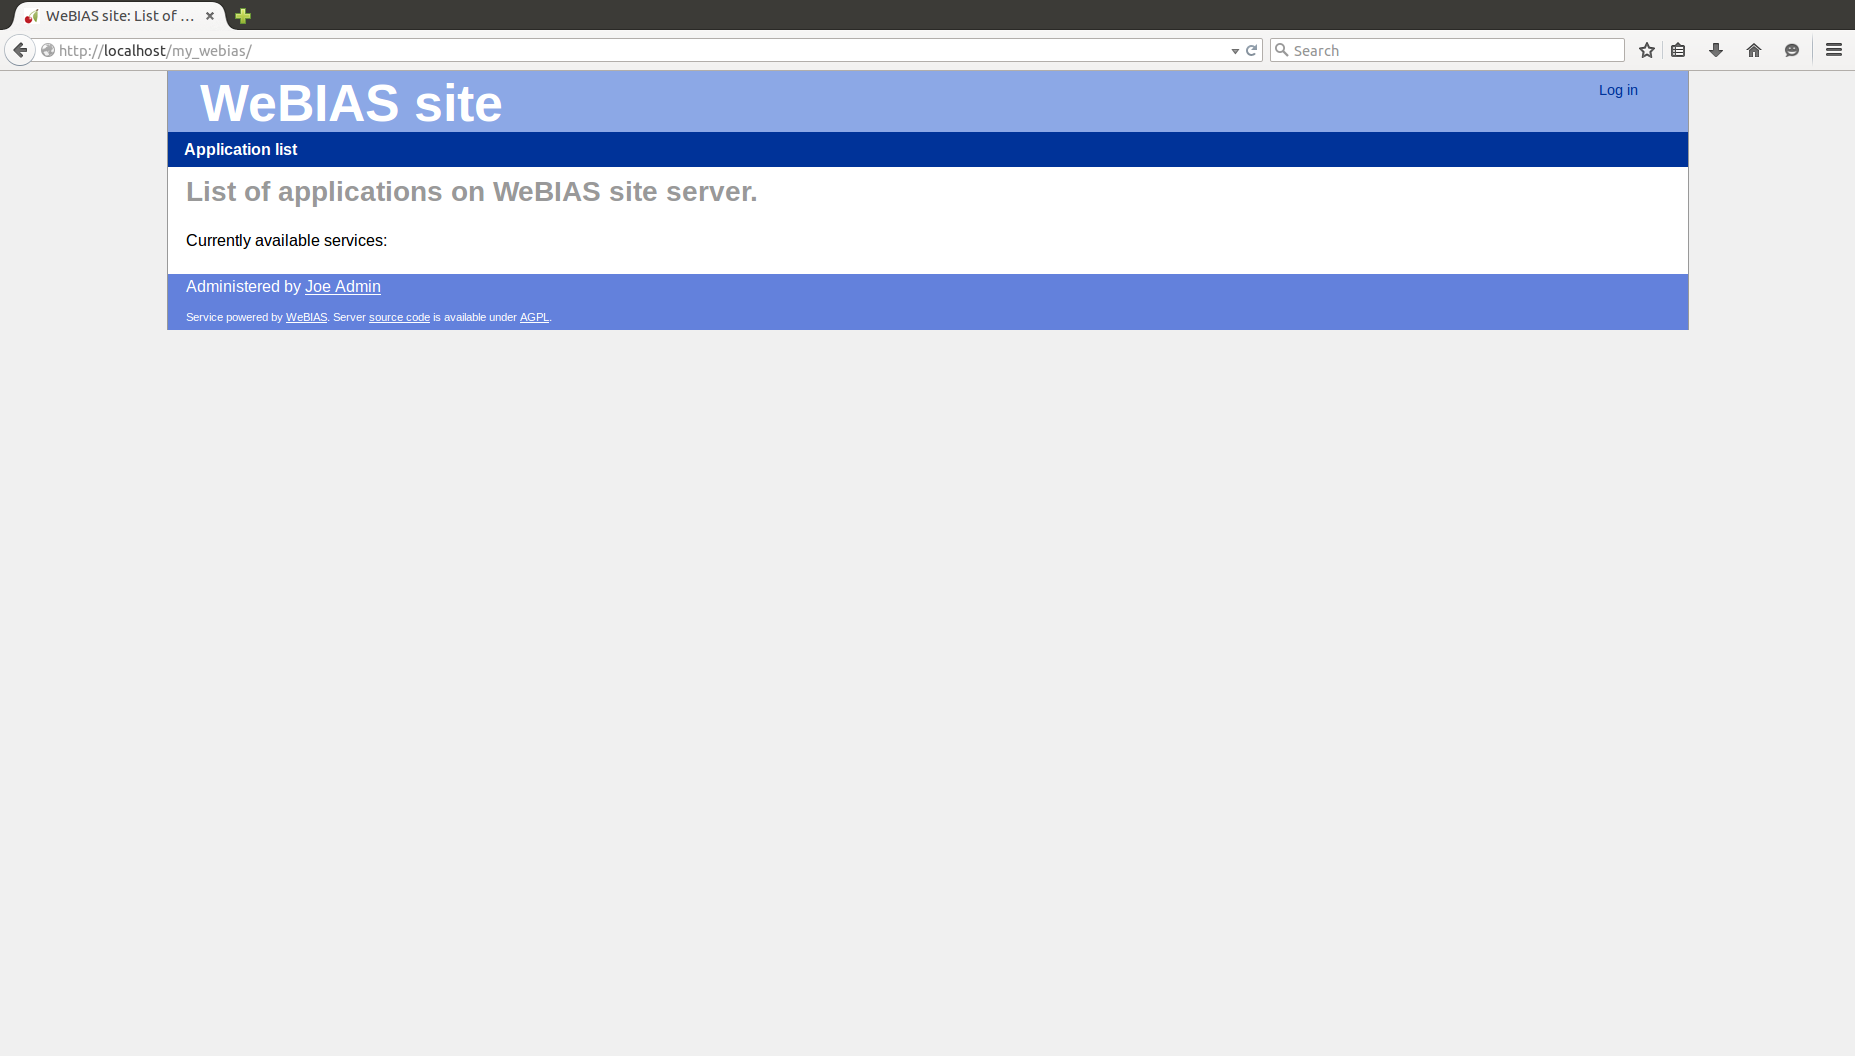 WeBIAS site: List of ...
http://localhost/my_webias/
Search
WeBIAS site
Log in
Application list
List of applications on WeBIAS site server.
Currently available services:
Administered by Joe Admin
Service powered by WeBIAS. Server source code is available under AGPL.